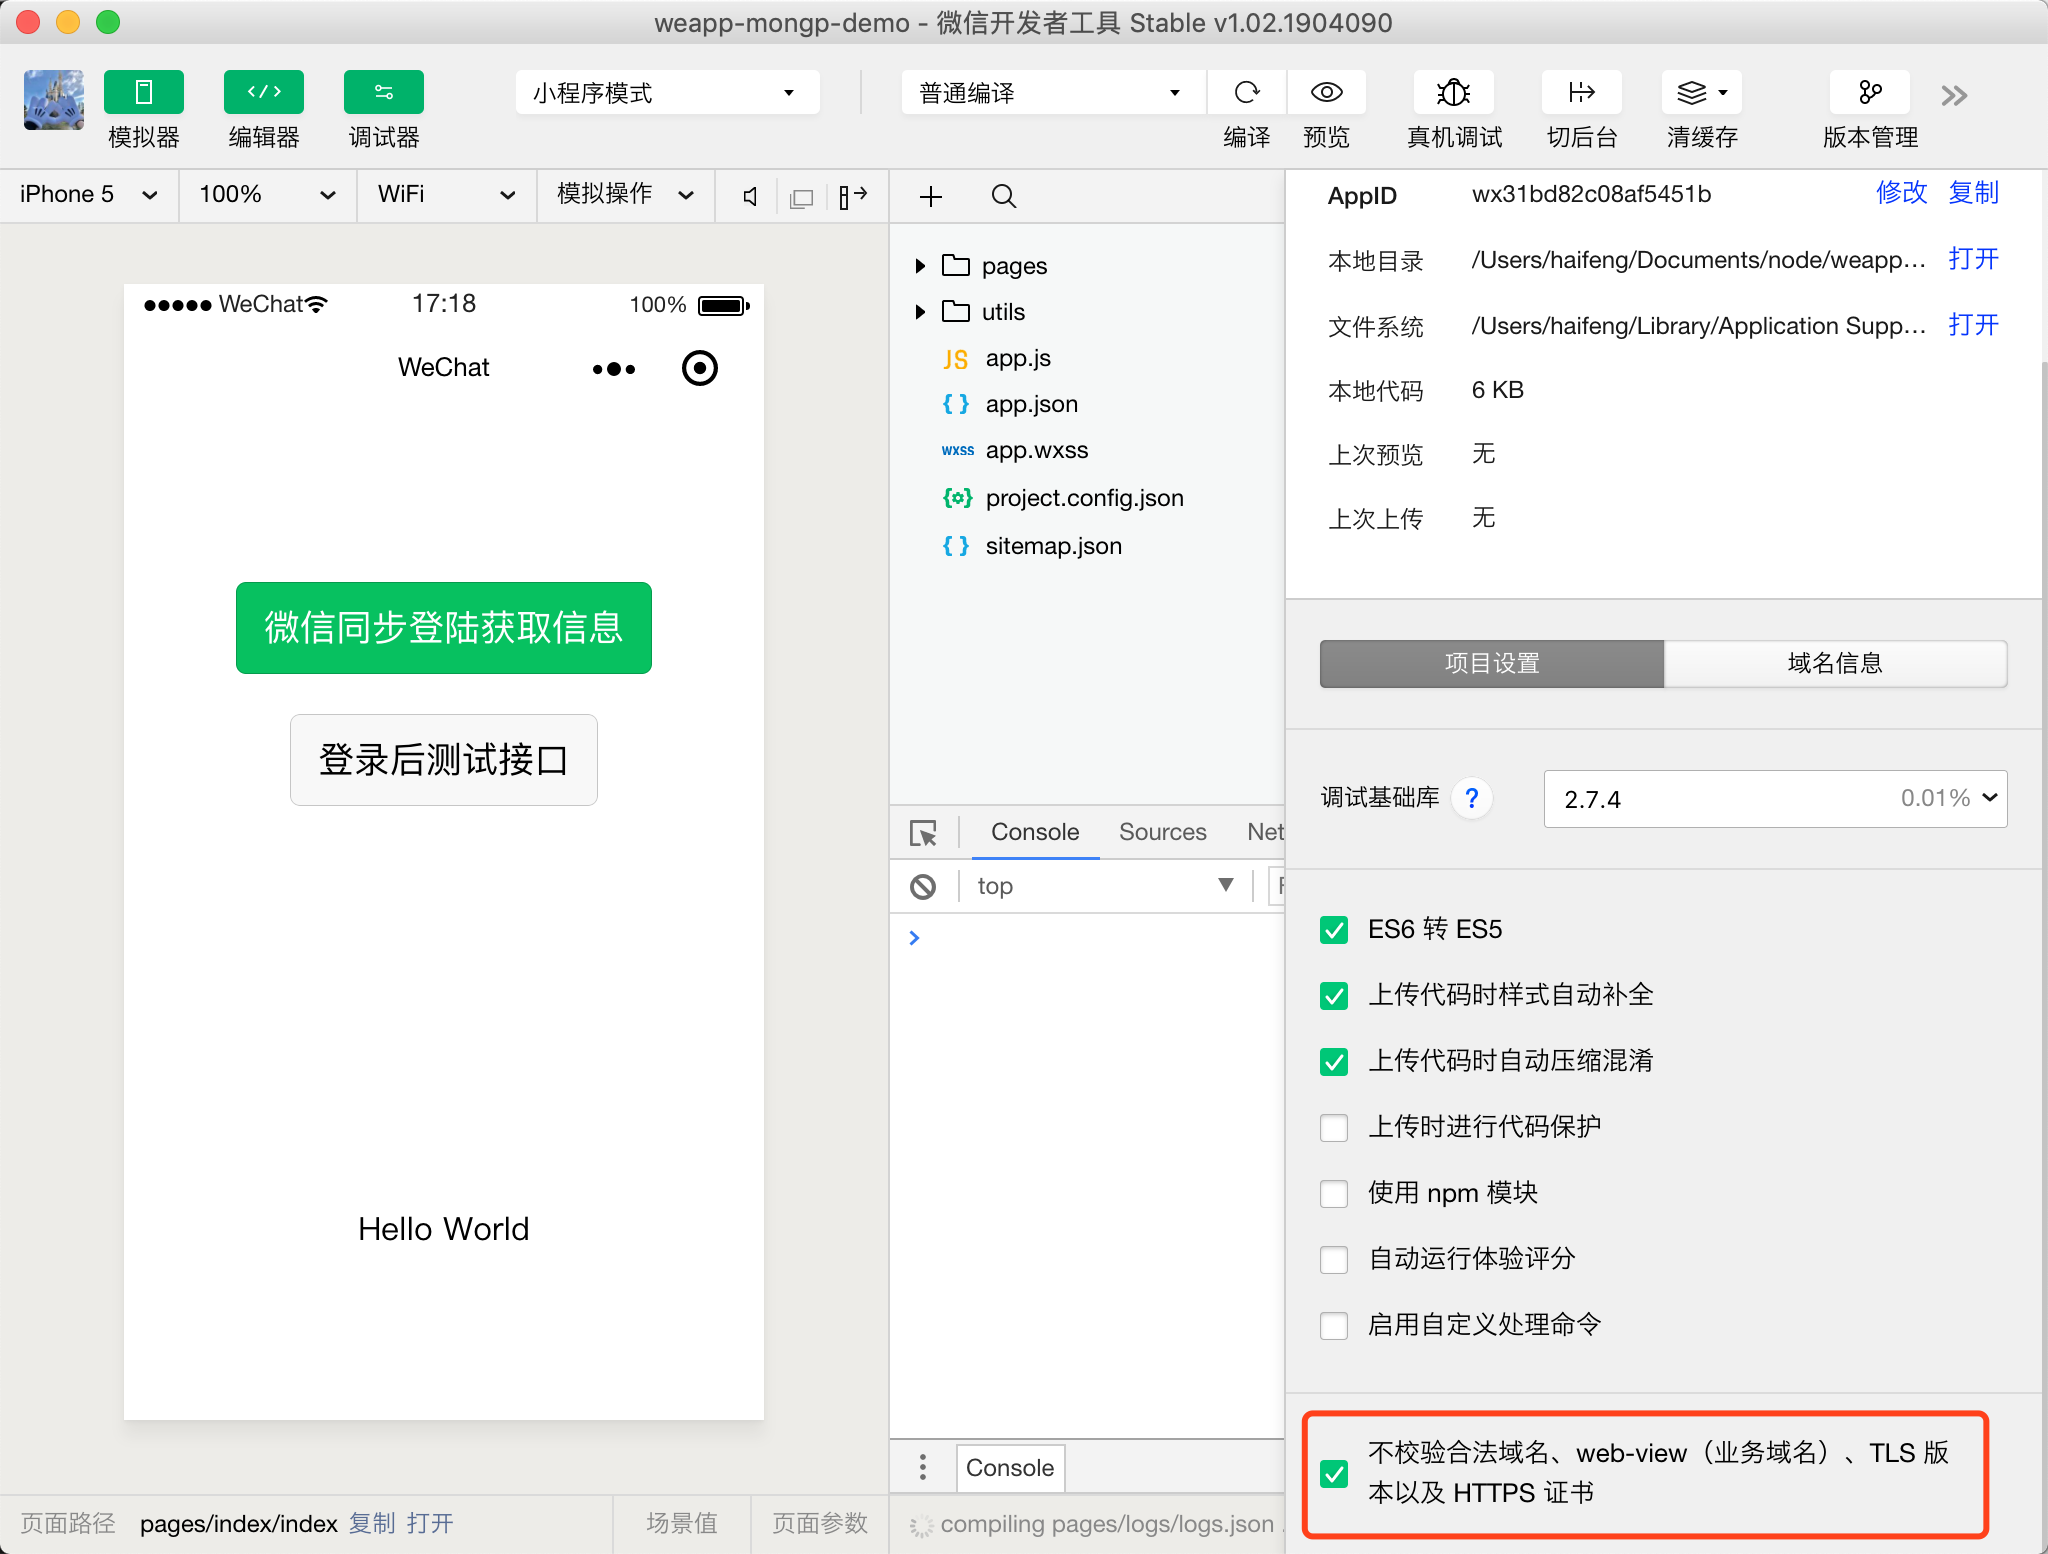 weapp-mongp-demo - 微信开发者工具 Stable v1.02.1904090
模拟器
编辑器
调试器
小程序模式
普通编译
编译
预览
真机调试
切后台
清缓存
版本管理
iPhone 5
100%
WiFi
模拟操作
WeChat
17:18
100%
WeChat
微信同步登陆获取信息
登录后测试接口
Hello World
页面路径 pages/index/index 复制 打开
场景值
页面参数
pages
utils
JS app.js
{ } app.json
wxss app.wxss
project.config.json
{ } sitemap.json
Console Sources Net
top
Console
compiling pages/logs/logs.json .
AppID wx31bd82c08af5451b 修改 复制
本地目录 /Users/haifeng/Documents/node/weapp... 打开
文件系统 /Users/haifeng/Library/Application Supp... 打开
本地代码 6 KB
上次预览 无
上次上传 无
项目设置 域名信息
调试基础库 ? 2.7.4 0.01%
ES6 转 ES5
上传代码时样式自动补全
上传代码时自动压缩混淆
上传时进行代码保护
使用 npm 模块
自动运行体验评分
启用自定义处理命令
不校验合法域名、web-view（业务域名）、TLS 版
本以及 HTTPS 证书